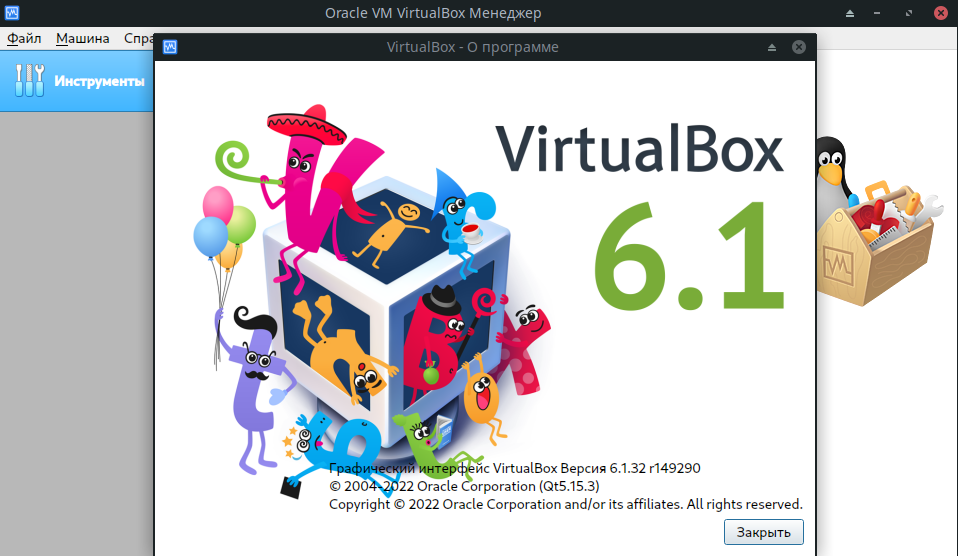 Oracle VM VirtualBox Менеджер
Файл Машина Спра
VirtualBox - О программе
Инструменты
VirtualBox
6.1
Графический интерфейс VirtualBox Версия 6.1.32 r149290
© 2004-2022 Oracle Corporation (Qt5.15.3)
Copyright © 2022 Oracle Corporation and/or its affiliates. All rights reserved.
Закрыть